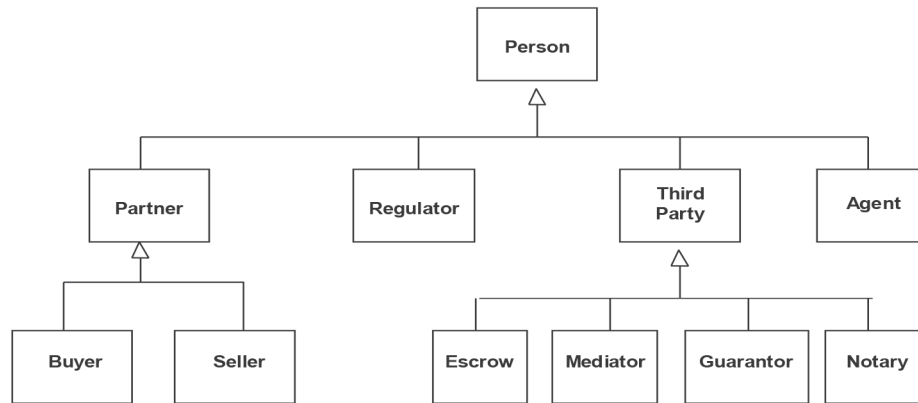 Person
Partner
Regulator
Third
Party
Agent
Buyer
Seller
Escrow
Mediator
Guarantor
Notary